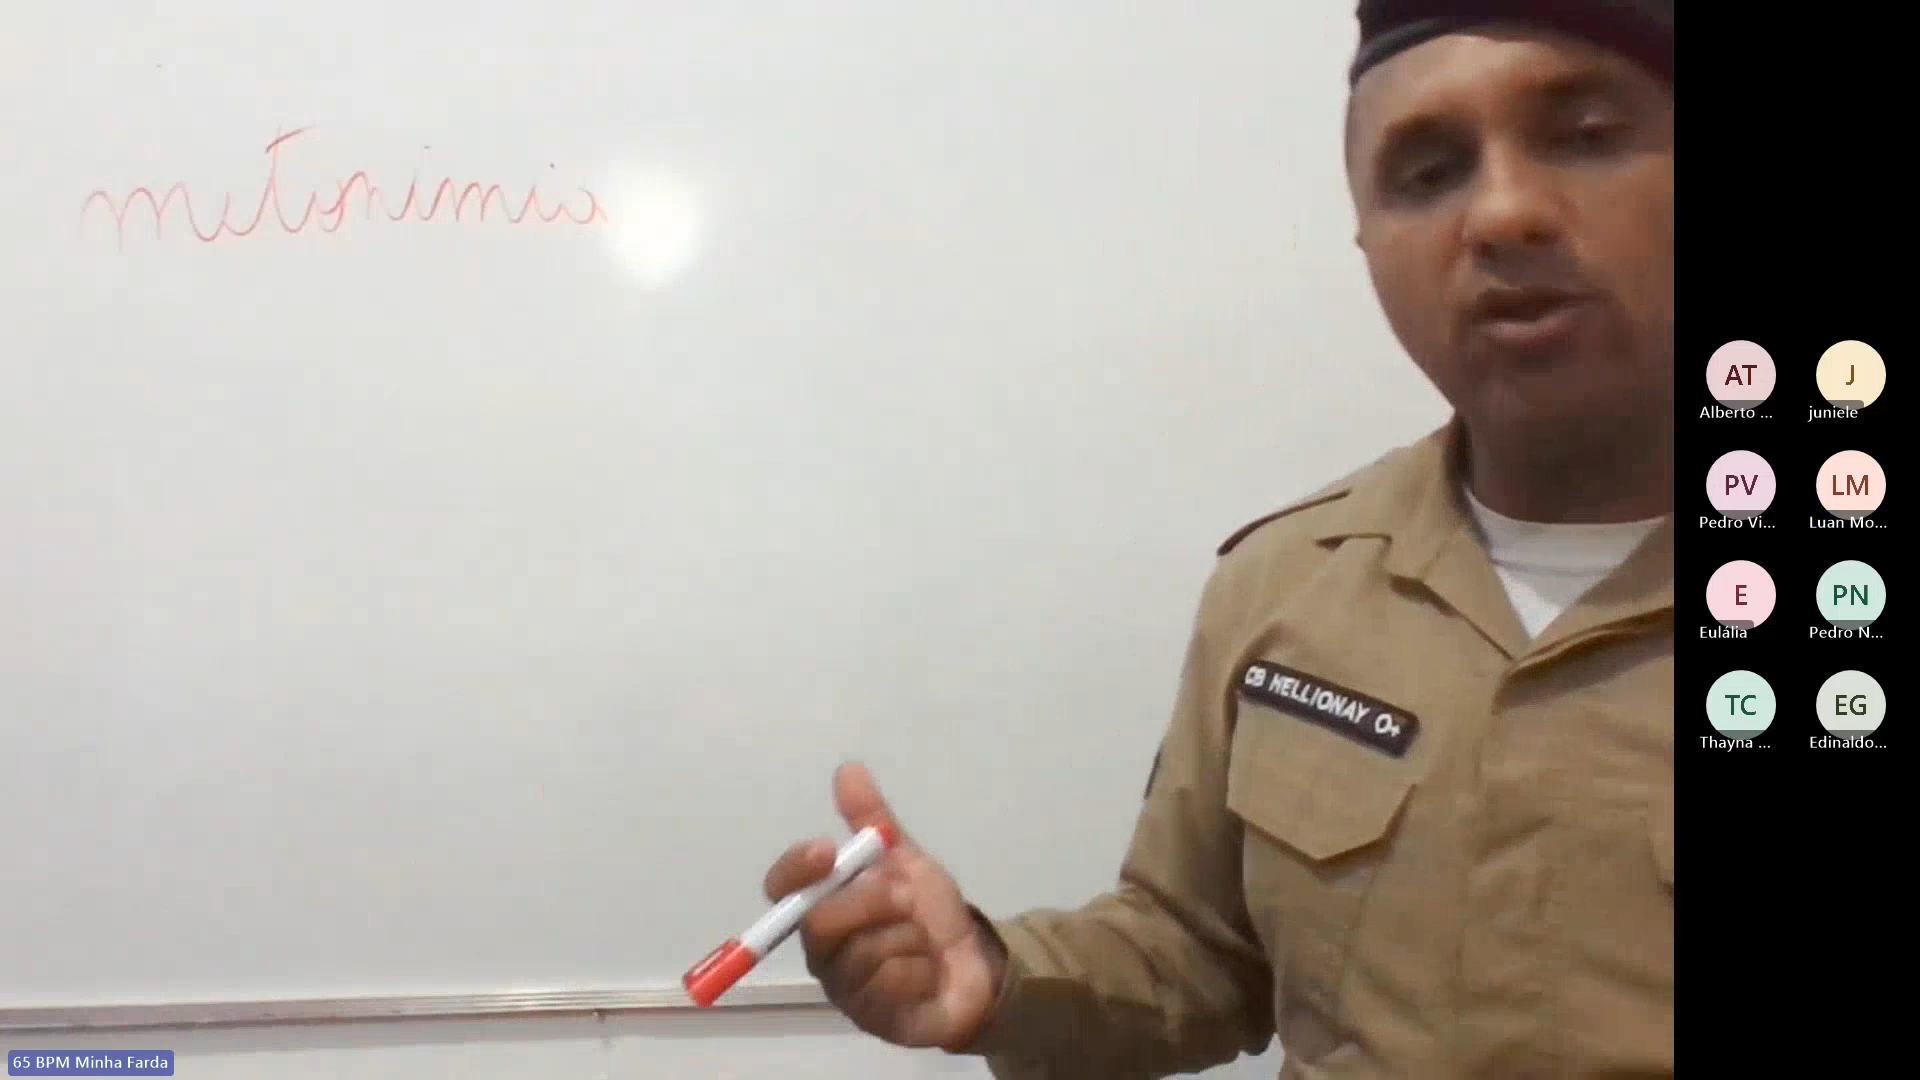 metonimia
CB HELLIONAY O+
AT
Alberto ...
J
juniele
PV
Pedro Vi...
LM
Luan Mo...
E
Eulália
PN
Pedro N...
TC
Thayna ...
EG
Edinaldo...
65 BPM Minha Farda